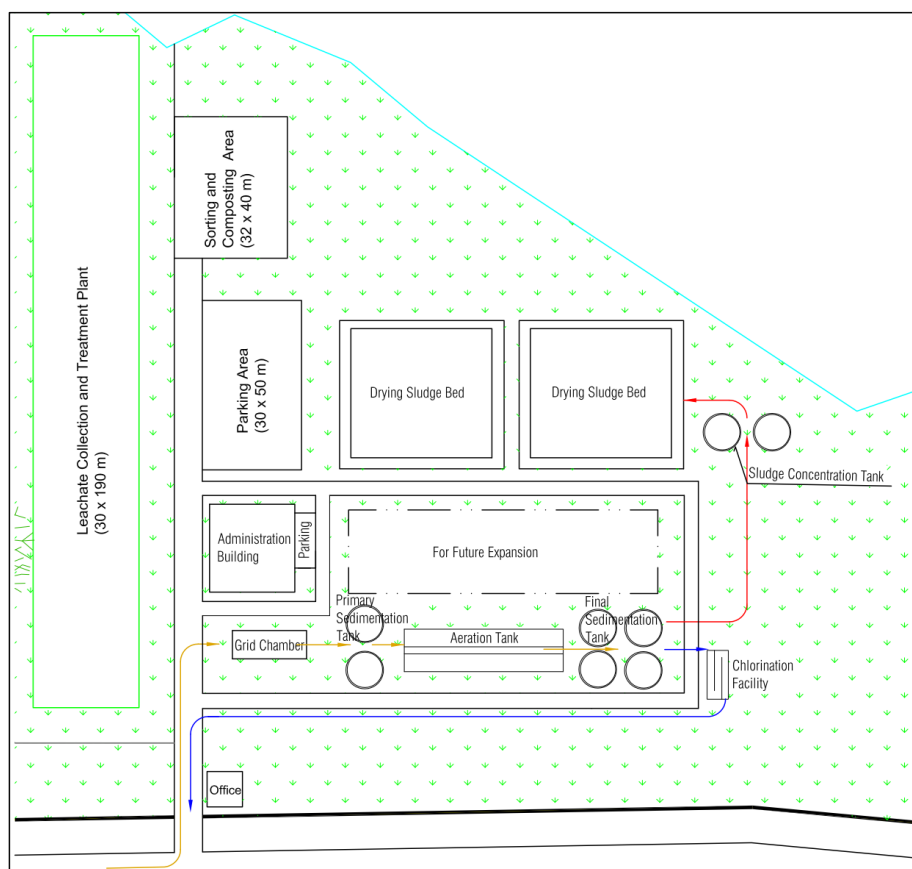 Leachate Collection and Treatment Plant
(30 x 190 m)
Sorting and
Composting Area
(32 x 40 m)
Parking Area
(30 x 50 m)
Drying Sludge Bed
Drying Sludge Bed
Sludge Concentration Tank
Administration
Building
Parking
For Future Expansion
Primary
Sedimentation
Tank
Final
Sedimentation
Tank
Grid Chamber
Aeration Tank
Chlorination
Facility
Office